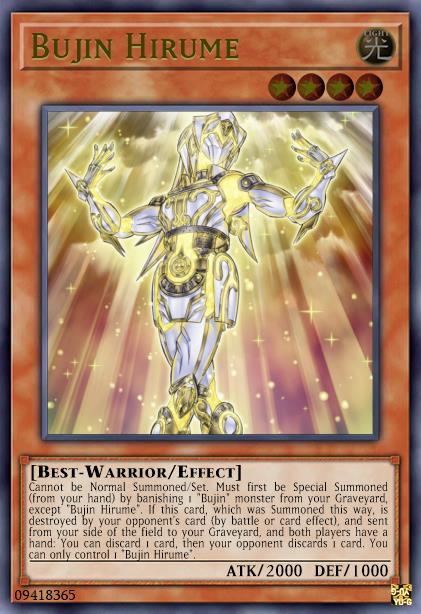 Bujin Hirume
LIGHT
光
[Best-Warrior/Effect]
Cannot be Normal Summoned/Set. Must first be Special Summoned
(from your hand) by banishing 1 "Bujin" monster from your Graveyard,
except "Bujin Hirume". If this card, which was Summoned this way, is
destroyed by your opponent's card (by battle or card effect), and sent
from your side of the field to your Graveyard, and both players have a
hand: You can discard 1 card, then your opponent discards 1 card. You
can only control 1 "Bujin Hirume".
ATK/2000 DEF/1000
09418365